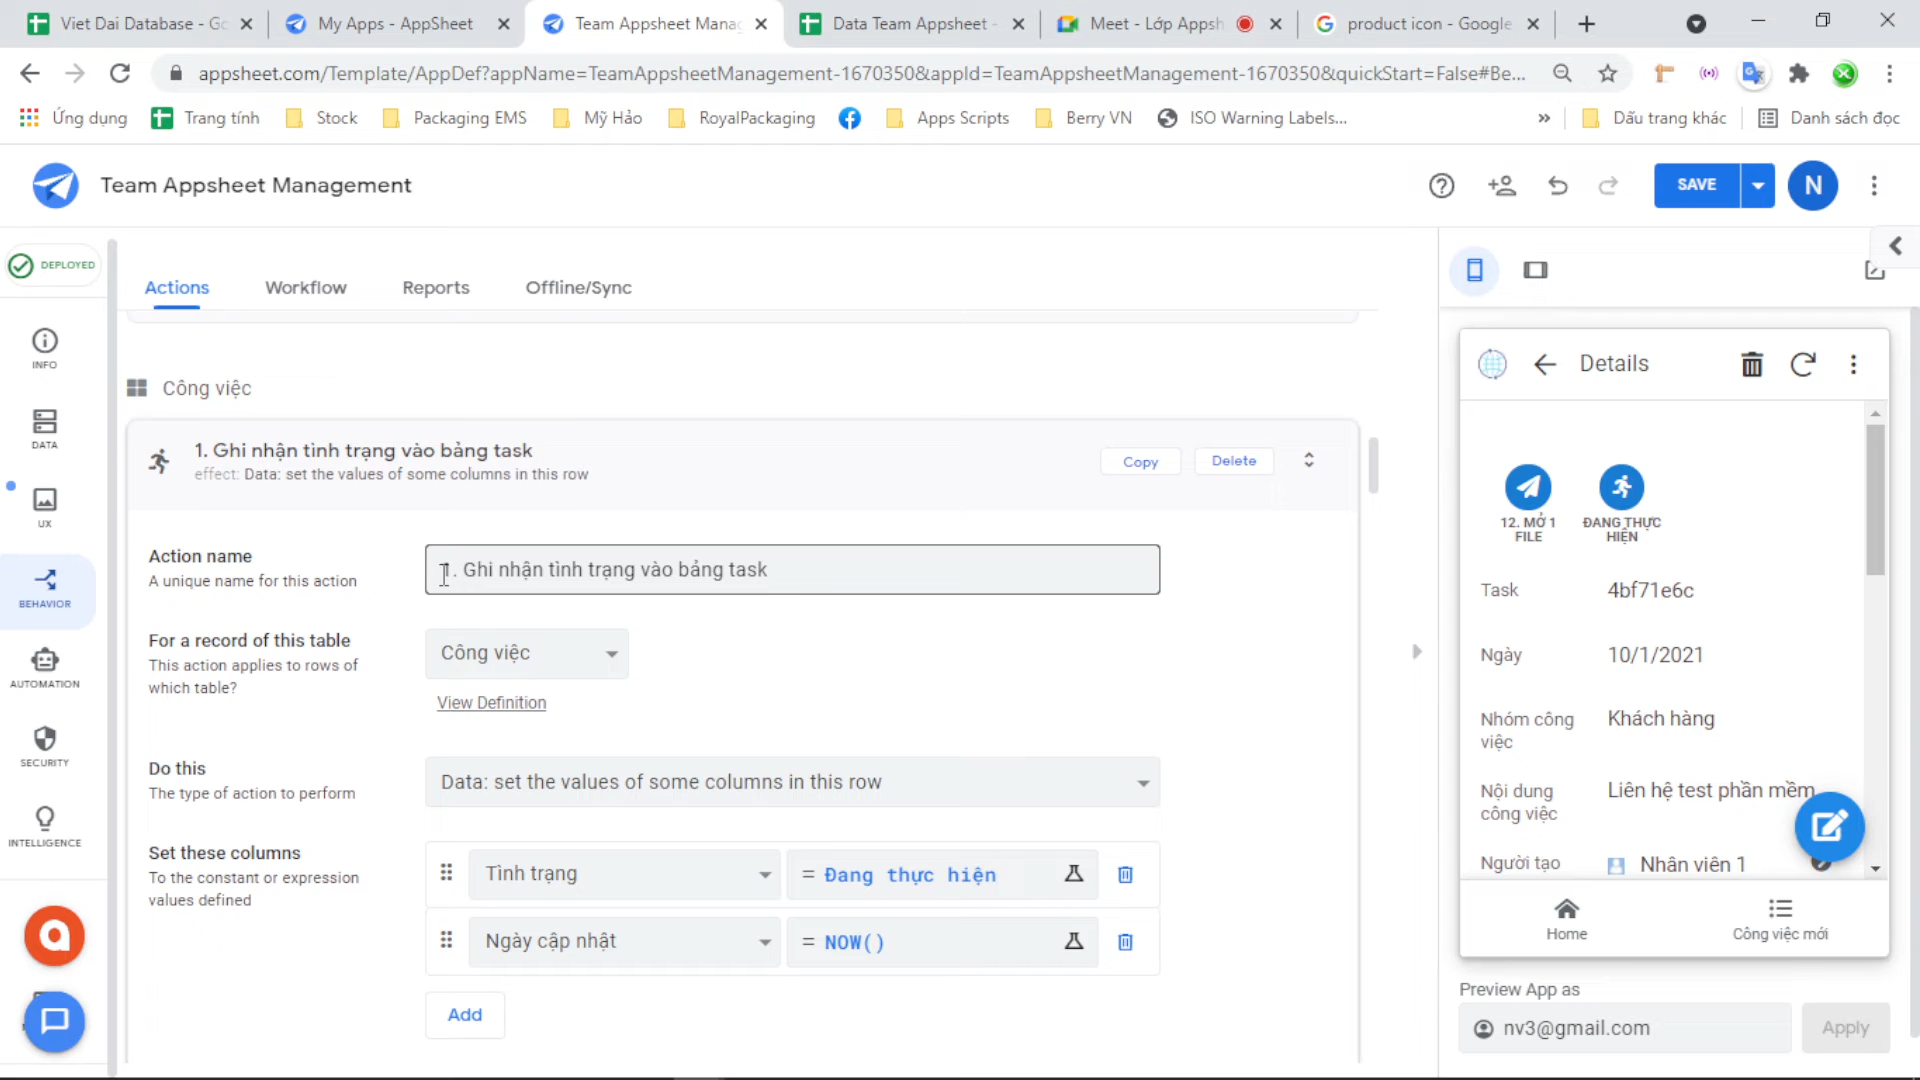 Viet Dai Database - Go
My Apps - AppSheet
Team Appsheet Manag
Data Team Appsheet -
Meet - Lớp Appsh
product icon - Google
appsheet.com/Template/AppDef?appName=TeamAppsheetManagement-1670350&appId=TeamAppsheetManagement-1670350&quickStart=False#Be...
Ứng dụng
Trang tính
Stock
Packaging EMS
Mỹ Hảo
RoyalPackaging
Apps Scripts
Berry VN
ISO Warning Labels...
»
Dấu trang khác
Danh sách đọc
Team Appsheet Management
SAVE
N
DEPLOYED
INFO
DATA
UX
BEHAVIOR
AUTOMATION
SECURITY
INTELLIGENCE
Actions
Workflow
Reports
Offline/Sync
Công việc
1. Ghi nhận tình trạng vào bảng task
effect: Data: set the values of some columns in this row
Copy
Delete
Action name
A unique name for this action
1. Ghi nhận tình trạng vào bảng task
For a record of this table
This action applies to rows of
which table?
Công việc
View Definition
Do this
The type of action to perform
Data: set the values of some columns in this row
Set these columns
To the constant or expression
values defined
Tình trạng
= Đang thực hiện
Ngày cập nhật
= NOW()
Add
Details
12. MỞ 1
FILE
ĐANG THỰC
HIỆN
Task
4bf71e6c
Ngày
10/1/2021
Nhóm công
việc
Khách hàng
Nội dung
công việc
Liên hệ test phần mềm
Người tạo
Nhân viên 1
Home
Công việc mới
Preview App as
nv3@gmail.com
Apply